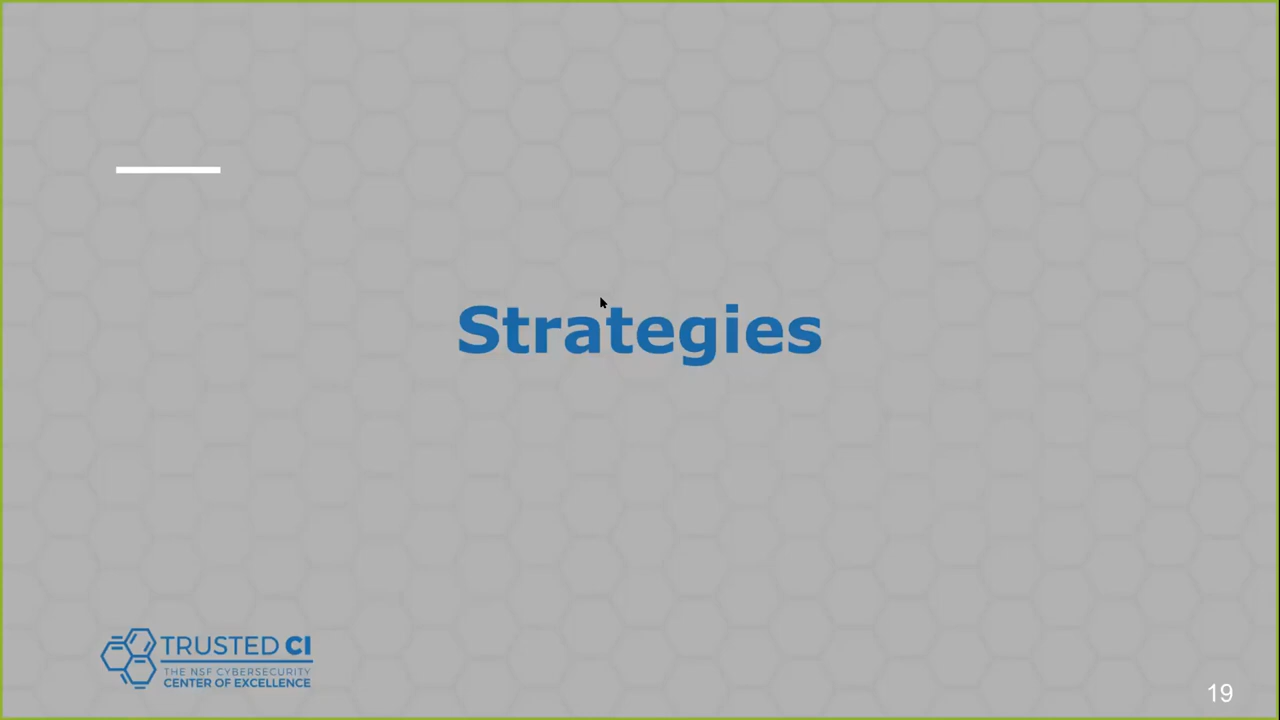 Strategies
TRUSTED CI
THE NSF CYBERSECURITY
CENTER OF EXCELLENCE
19